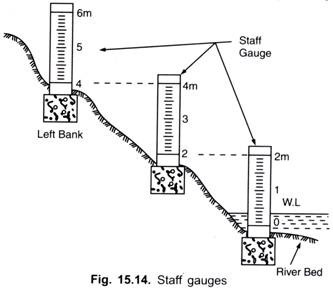 6m
5
4
Left Bank
Staff
Gauge
4m
3
2
2m
1
W.L
0
River Bed
Fig. 15.14. Staff gauges